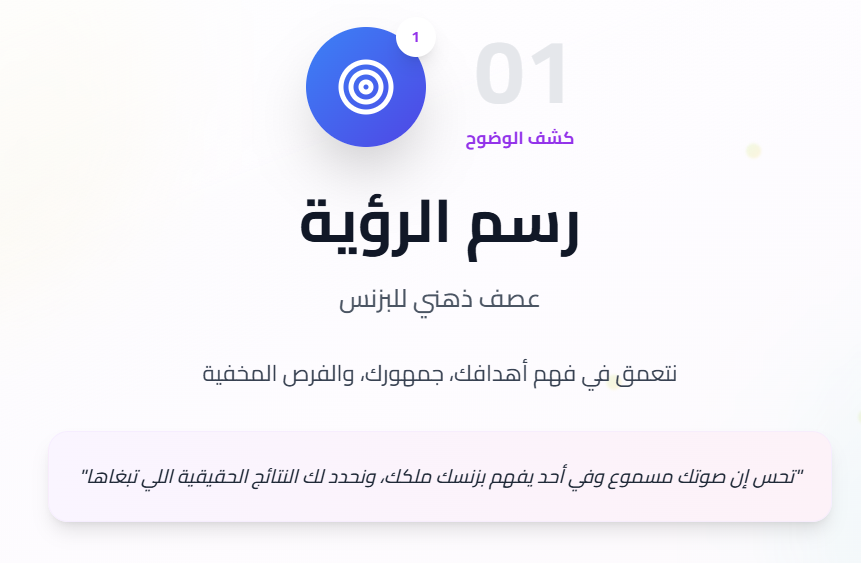 1
01
كشف الوضوح
رسم الرؤية
عصف ذهني للبزنس
نتعمق في فهم أهدافك، جمهورك، والفرص المخفية
"تحس إن صوتك مسموع وفي أحد يفهم بزنسك ملكك، ونحدد لك النتائج الحقيقية اللي تبغاها"